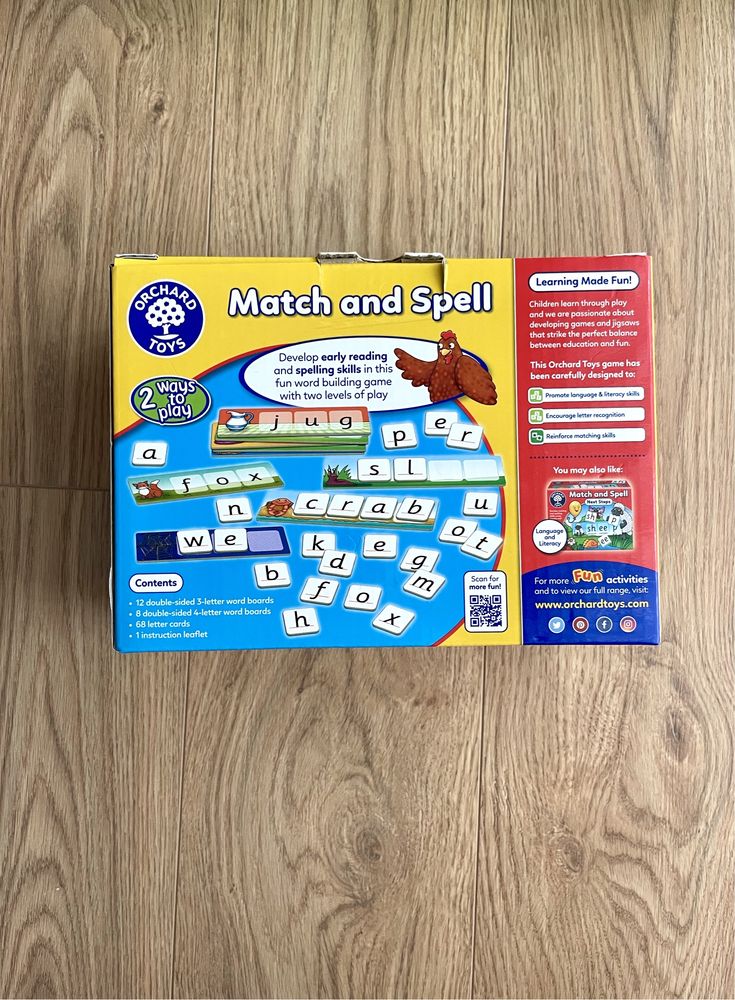 ORCHARD
TOYS
Match and Spell
Develop early reading
and spelling skills in this
fun word building game
with two levels of play
2 ways
to
play
j u g
p
e
r
a
f o x
s l
n
c r a b
u
w e
k
e
o
t
b
d
g
f
o
m
h
x
Contents
• 12 double-sided 3-letter word boards
• 8 double-sided 4-letter word boards
• 68 letter cards
• 1 instruction leaflet
Scan for
more fun!
Learning Made Fun!
Children learn through play
and we are passionate about
developing games and jigsaws
that strike the perfect balance
between education and fun.
This Orchard Toys game has
been carefully designed to:
Promote language & literacy skills
Encourage letter recognition
Reinforce matching skills
You may also like:
Match and Spell
Next Steps
sh
p
sh ee p
ee
Language
and
Literacy
For more Fun activities
and to view our full range, visit:
www.orchardtoys.com